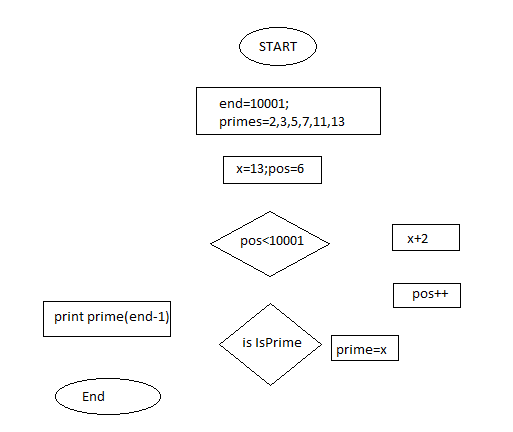 START
end=10001;
primes=2,3,5,7,11,13
x=13;pos=6
pos<10001
x+2
pos++
print prime(end-1)
is IsPrime
prime=x
End